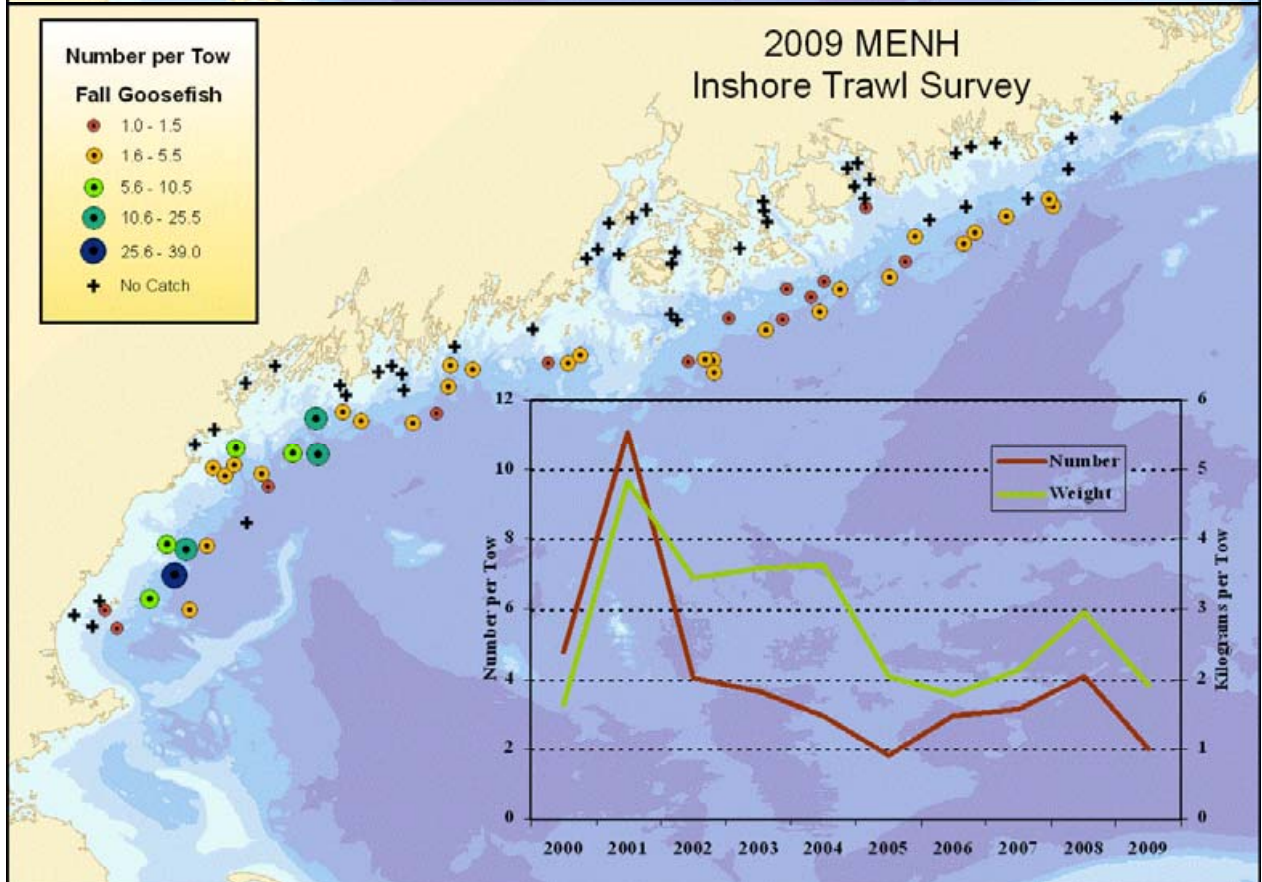 2009 MENH
Inshore Trawl Survey
Number per Tow
Fall Goosefish
1.0 - 1.5
1.6 - 5.5
5.6 - 10.5
10.6 - 25.5
25.6 - 39.0
No Catch
Number
Weight
Number per Tow
12
10
8
6
4
2
0
Kilograms per Tow
6
5
4
3
2
1
0
2000 2001 2002 2003 2004 2005 2006 2007 2008 2009